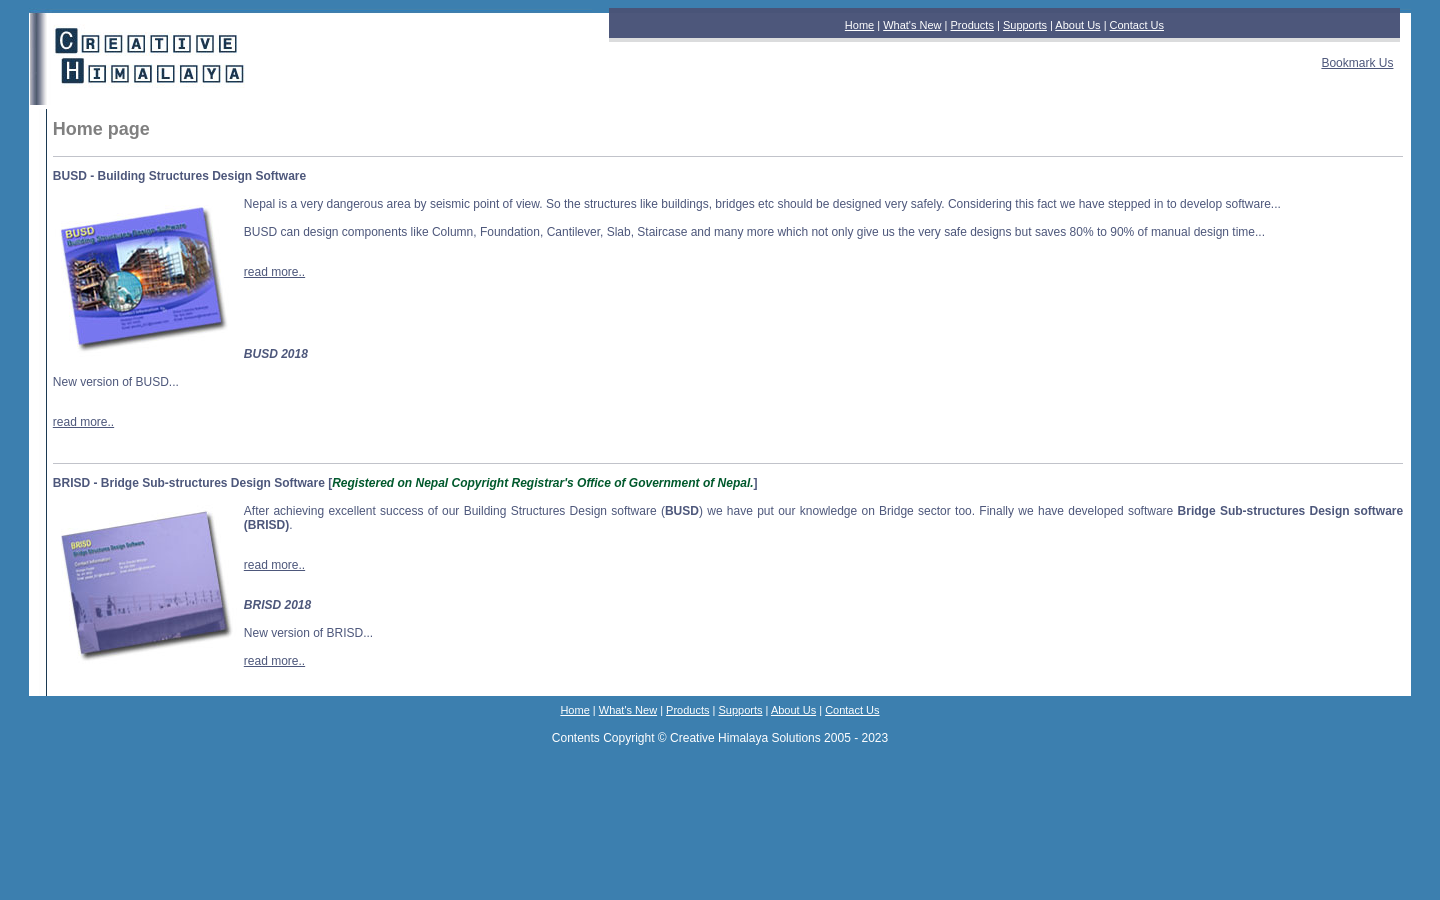 CREATIVE
HIMALAYA
Home | What's New | Products | Supports | About Us | Contact Us
Bookmark Us
Home page
BUSD - Building Structures Design Software
BUSD
Building Structures Design Software
Nepal is a very dangerous area by seismic point of view. So the structures like buildings, bridges etc should be designed very safely. Considering this fact we have stepped in to develop software...
BUSD can design components like Column, Foundation, Cantilever, Slab, Staircase and many more which not only give us the very safe designs but saves 80% to 90% of manual design time...
read more..
BUSD 2018
New version of BUSD...
read more..
BRISD - Bridge Sub-structures Design Software [Registered on Nepal Copyright Registrar's Office of Government of Nepal.]
BRISD
Bridge Structures Design Software
After achieving excellent success of our Building Structures Design software (BUSD) we have put our knowledge on Bridge sector too. Finally we have developed software Bridge Sub-structures Design software
(BRISD).
read more..
BRISD 2018
New version of BRISD...
read more..
Home | What's New | Products | Supports | About Us | Contact Us
Contents Copyright © Creative Himalaya Solutions 2005 - 2023